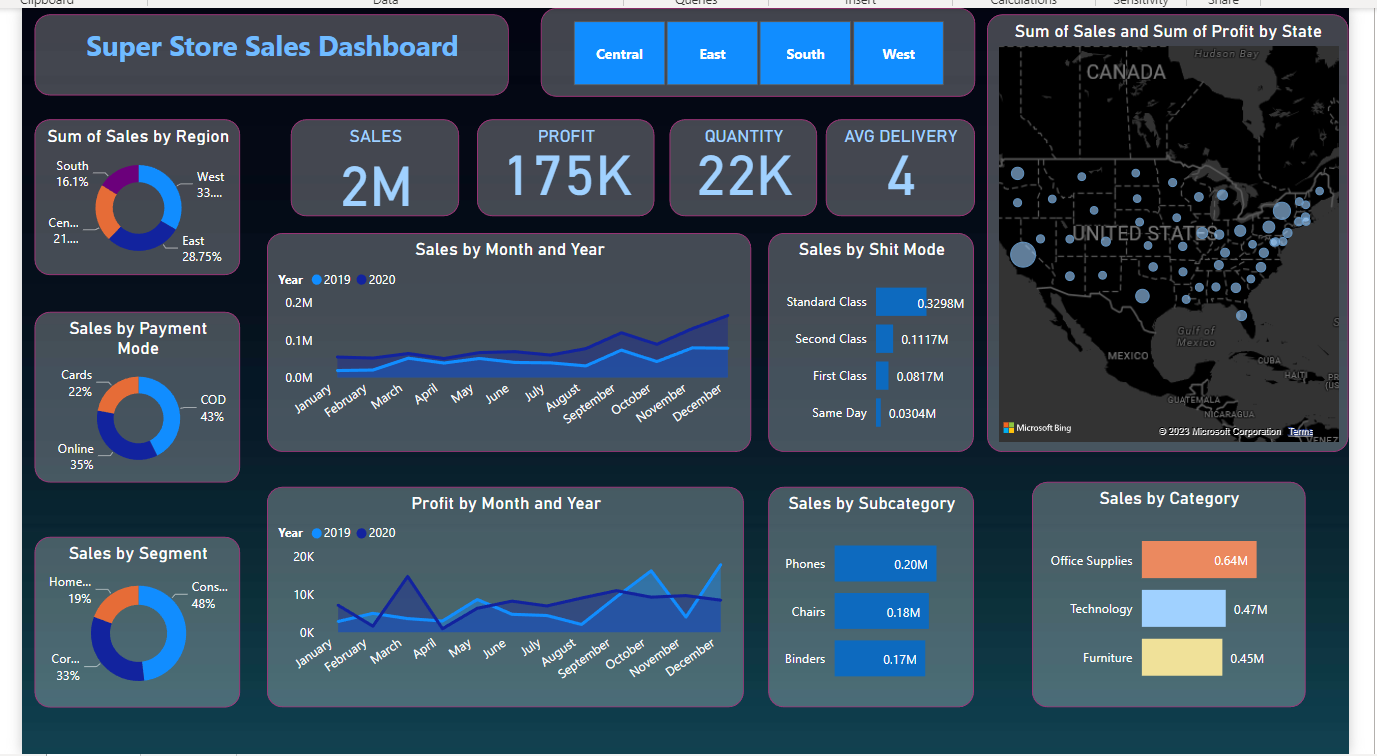 Clipboard
Data
Queries
Insert
Calculations
Sensitivity
Share
Super Store Sales Dashboard
Central
East
South
West
Sum of Sales and Sum of Profit by State
Hudson Bay
CANADA
UNITED STATES
Gulf of
Mexico
MEXICO
CUBA
HAITI
PR
(US
GUATEMALA
NICARAGUA
VENEZ
Microsoft Bing
© 2023 Microsoft Corporation
Terms
Sum of Sales by Region
South
16.1%
West
33....
Cen...
21....
East
28.75%
SALES
2M
PROFIT
175K
QUANTITY
22K
AVG DELIVERY
4
Sales by Month and Year
Year 2019 2020
0.2M
0.1M
0.0M
January
February
March
April
May
June
July
August
September
October
November
December
Sales by Shit Mode
Standard Class 0.3298M
Second Class 0.1117M
First Class 0.0817M
Same Day 0.0304M
Sales by Payment
Mode
Cards
22%
COD
43%
Online
35%
Sales by Segment
Home...
19%
Cons...
48%
Cor...
33%
Profit by Month and Year
Year 2019 2020
20K
10K
0K
January
February
March
April
May
June
July
August
September
October
November
December
Sales by Subcategory
Phones 0.20M
Chairs 0.18M
Binders 0.17M
Sales by Category
Office Supplies 0.64M
Technology 0.47M
Furniture 0.45M